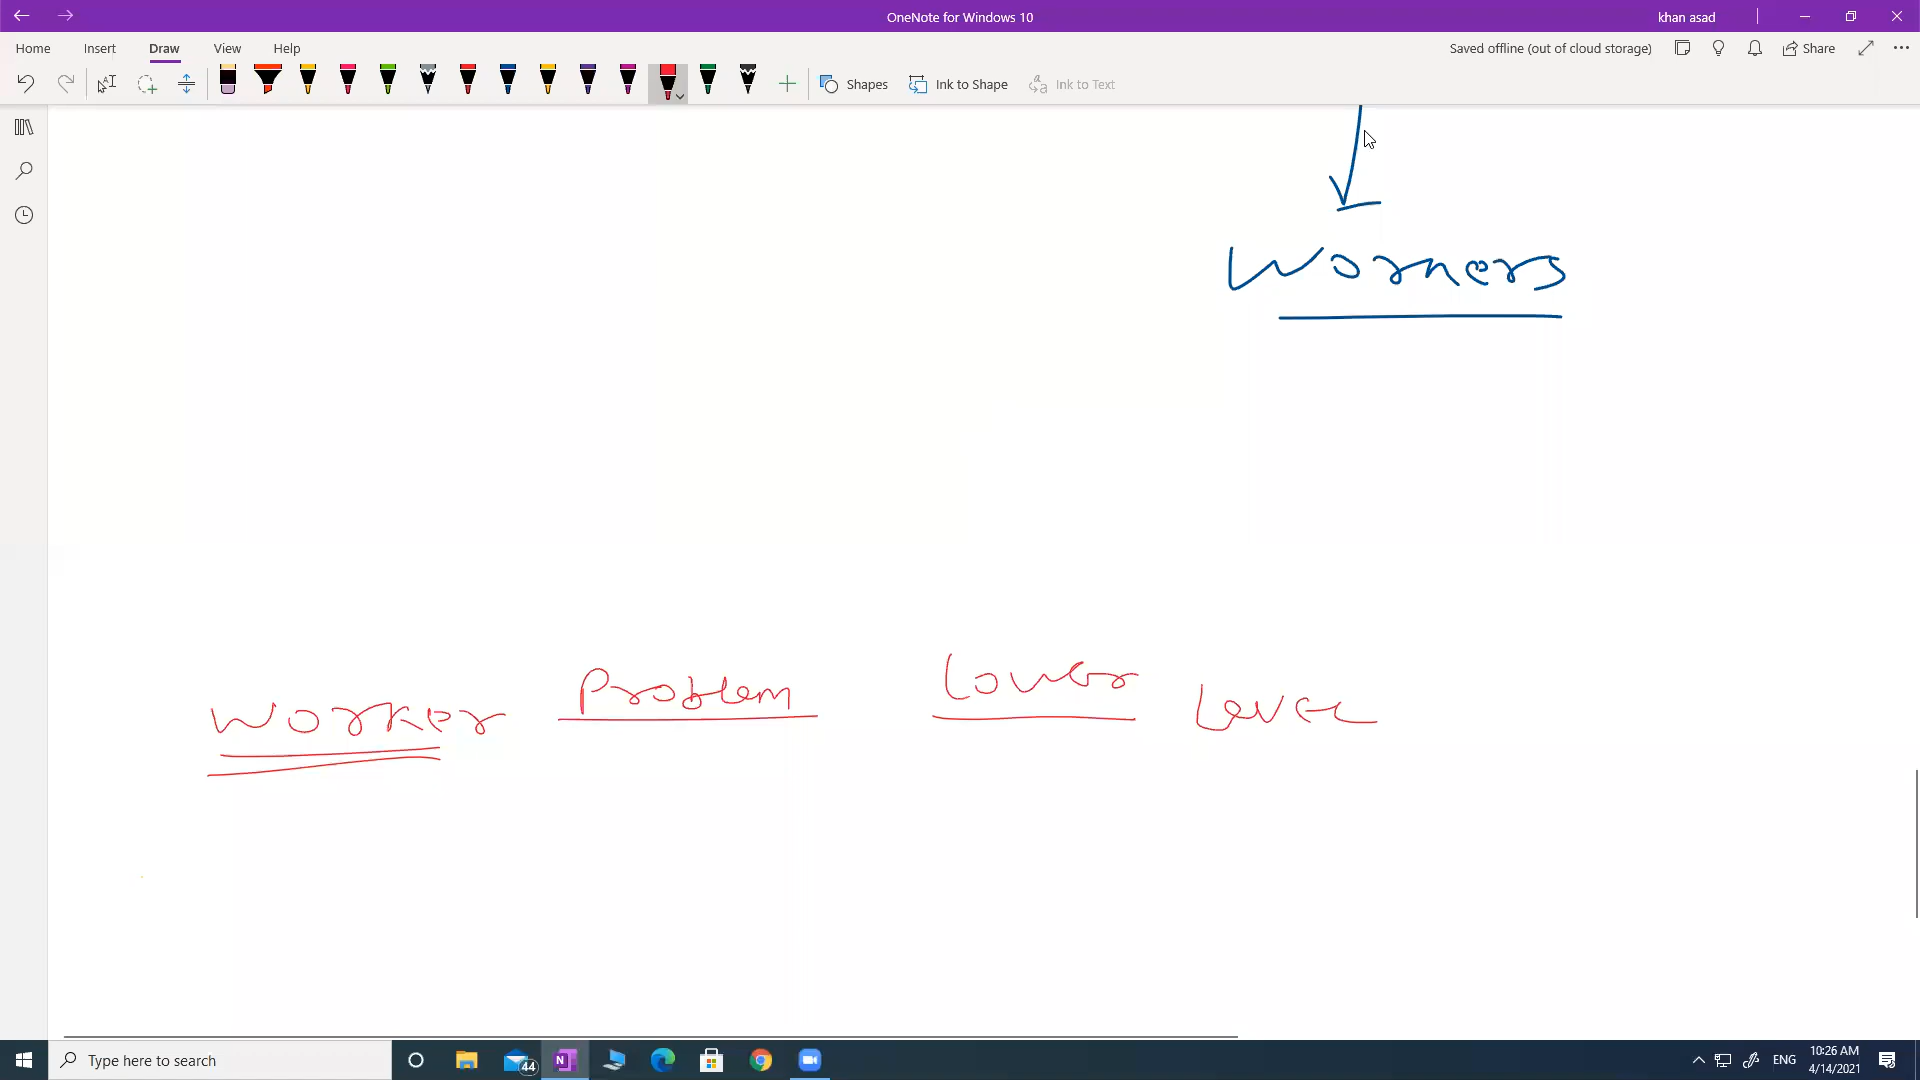 OneNote for Windows 10
khan asad
Home Insert Draw View Help
Saved offline (out of cloud storage)
Share
Shapes
Ink to Shape
Ink to Text
Workers
Worker Problem Lower Level
Type here to search
44
ENG
10:26 AM
4/14/2021